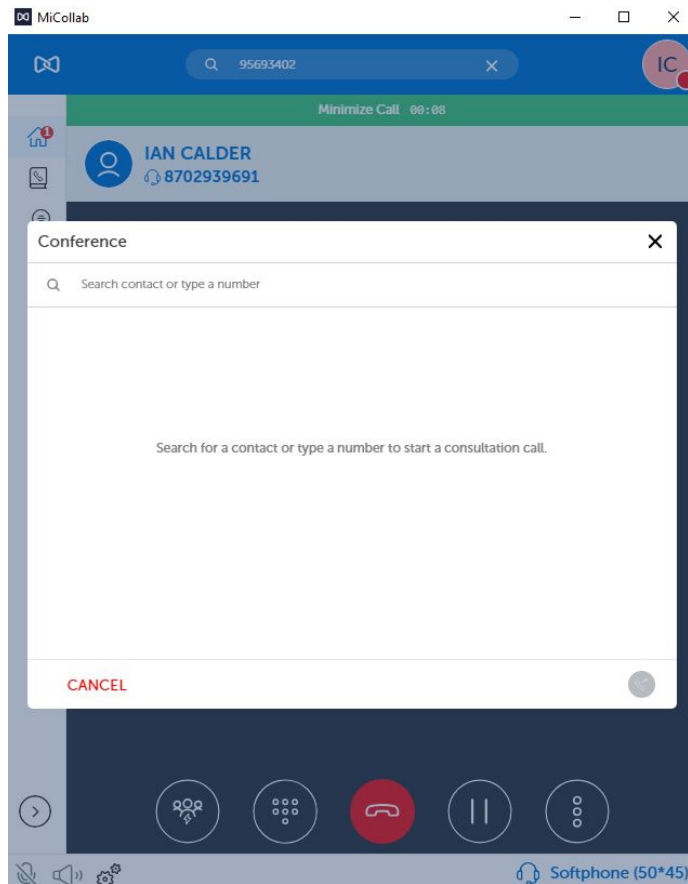 MiCollab
95693402
IC
Minimize Call 00:08
1
IAN CALDER
8702939691
Conference
Search contact or type a number
Search for a contact or type a number to start a consultation call.
CANCEL
Softphone (50*45)